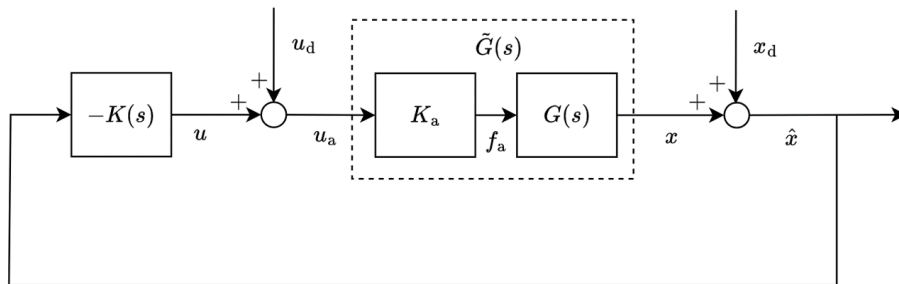 u_d
G̃(s)
x_d
+
+
+
+
−K(s)
K_a
G(s)
u
u_a
f_a
x
x̂